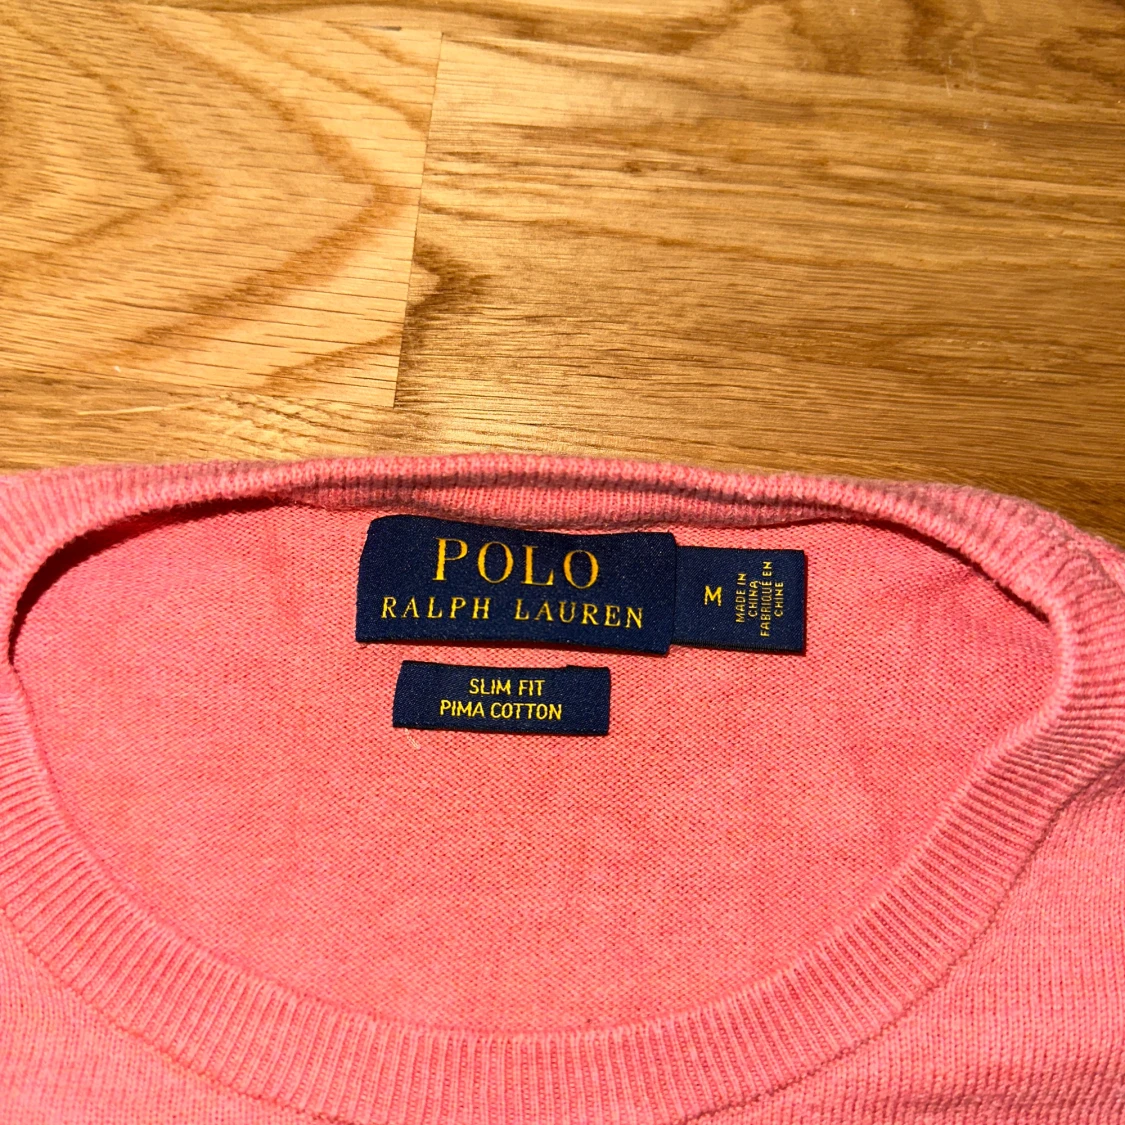 POLO
RALPH LAUREN
M
MADE IN
CHINA
FABRIQUÉ EN
CHINE
SLIM FIT
PIMA COTTON